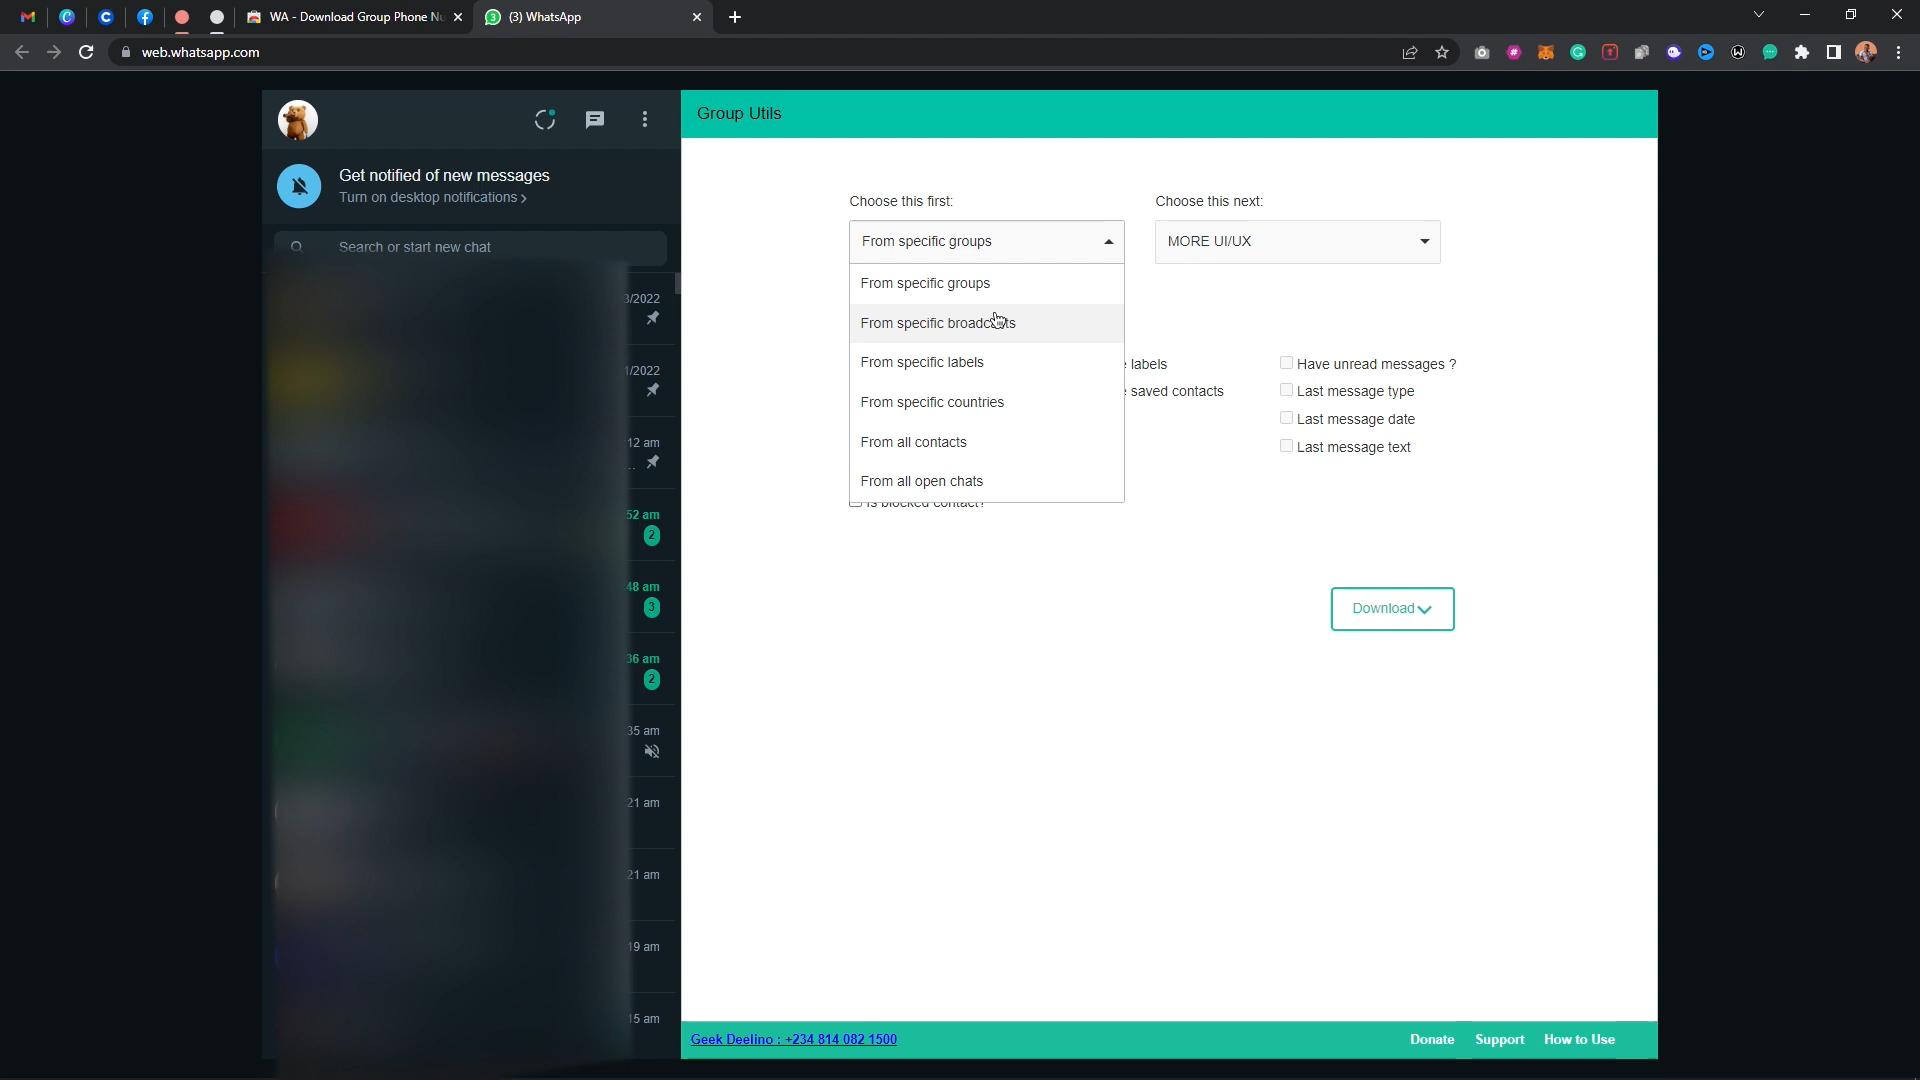 WA - Download Group Phone Nu
(3) WhatsApp
web.whatsapp.com
Get notified of new messages
Turn on desktop notifications >
Search or start new chat
3/2022
1/2022
12 am
52 am
2
48 am
3
36 am
2
35 am
21 am
21 am
19 am
15 am
Group Utils
Choose this first: Choose this next:
From specific groups MORE UI/UX
From specific groups
From specific broadcasts
From specific labels
From specific countries
From all contacts
From all open chats
labels Have unread messages ?
saved contacts Last message type
Last message date
Last message text
Is blocked contact?
Download
Geek Deelino : +234 814 082 1500 Donate Support How to Use